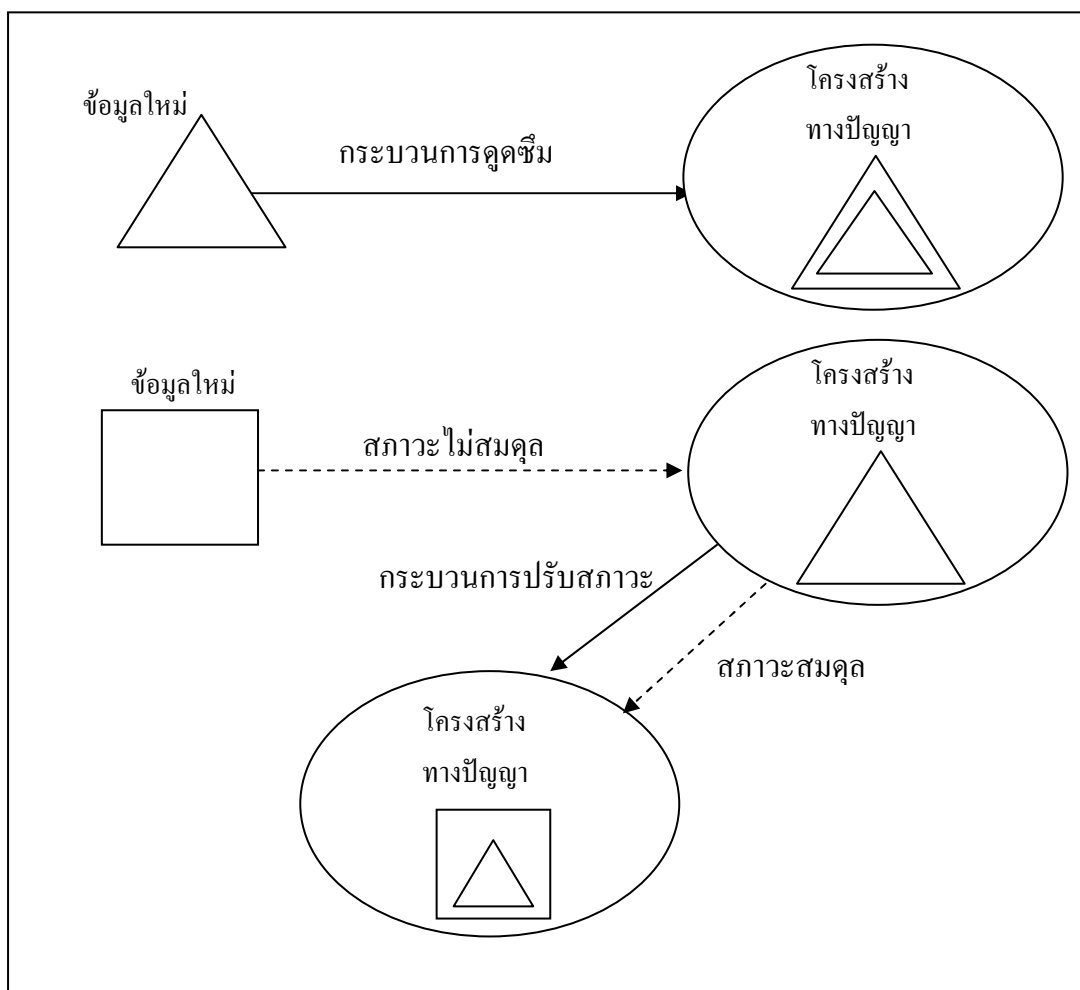 ข้อมูลใหม่
กระบวนการดูดซึม
โครงสร้าง
ทางปัญญา
ข้อมูลใหม่
สภาวะไม่สมดุล
โครงสร้าง
ทางปัญญา
กระบวนการปรับสภาวะ
สภาวะสมดุล
โครงสร้าง
ทางปัญญา